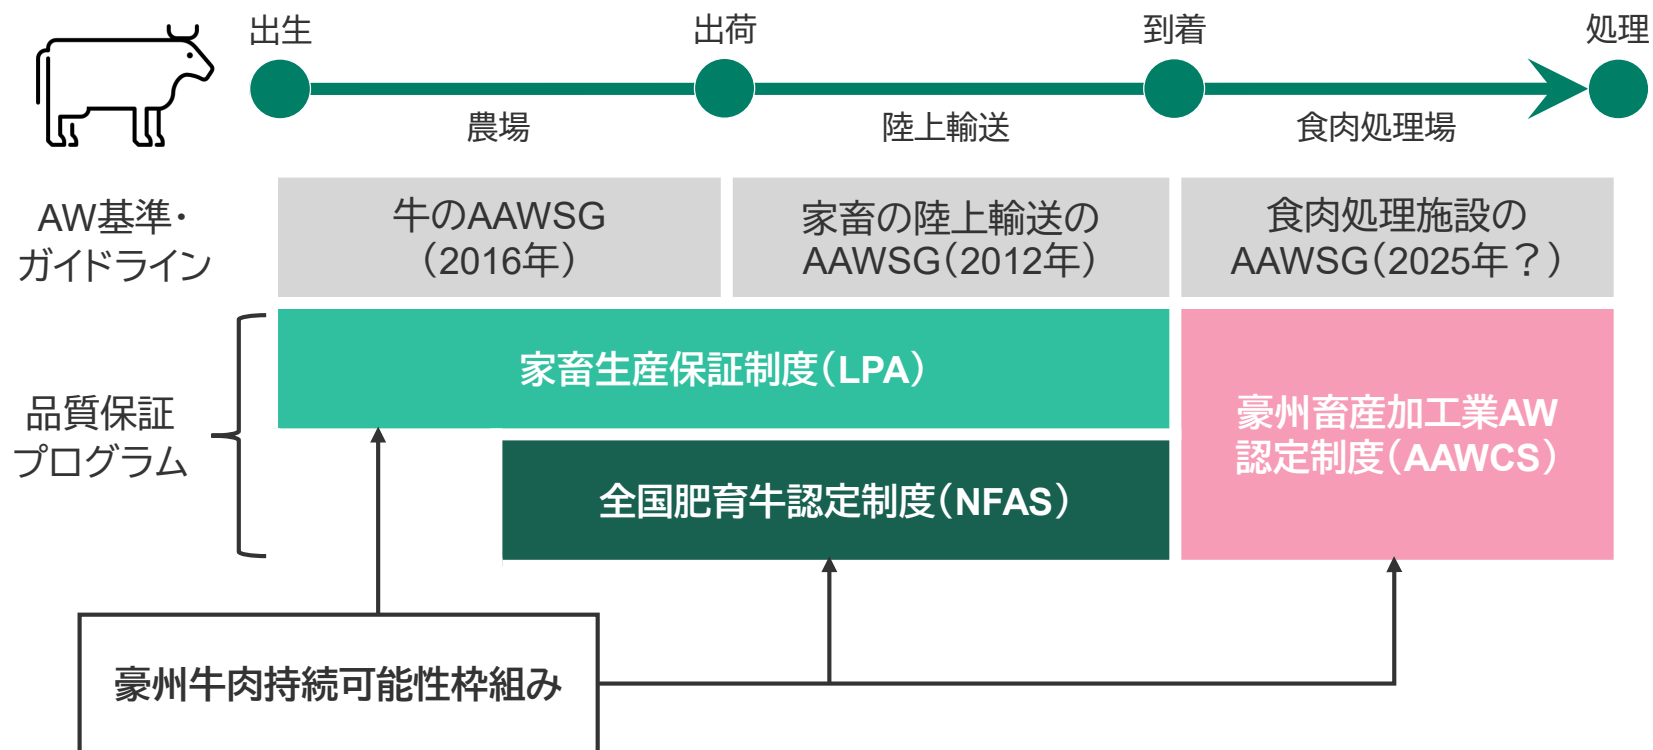 出生
出荷
到着
処理
農場
陸上輸送
食肉処理場
AW基準・
ガイドライン
牛のAAWSG
（2016年）
家畜の陸上輸送の
AAWSG（2012年）
食肉処理施設の
AAWSG（2025年？）
品質保証
プログラム
家畜生産保証制度（LPA）
全国肥育牛認定制度（NFAS）
豪州畜産加工業AW
認定制度（AAWCS）
豪州牛肉持続可能性枠組み